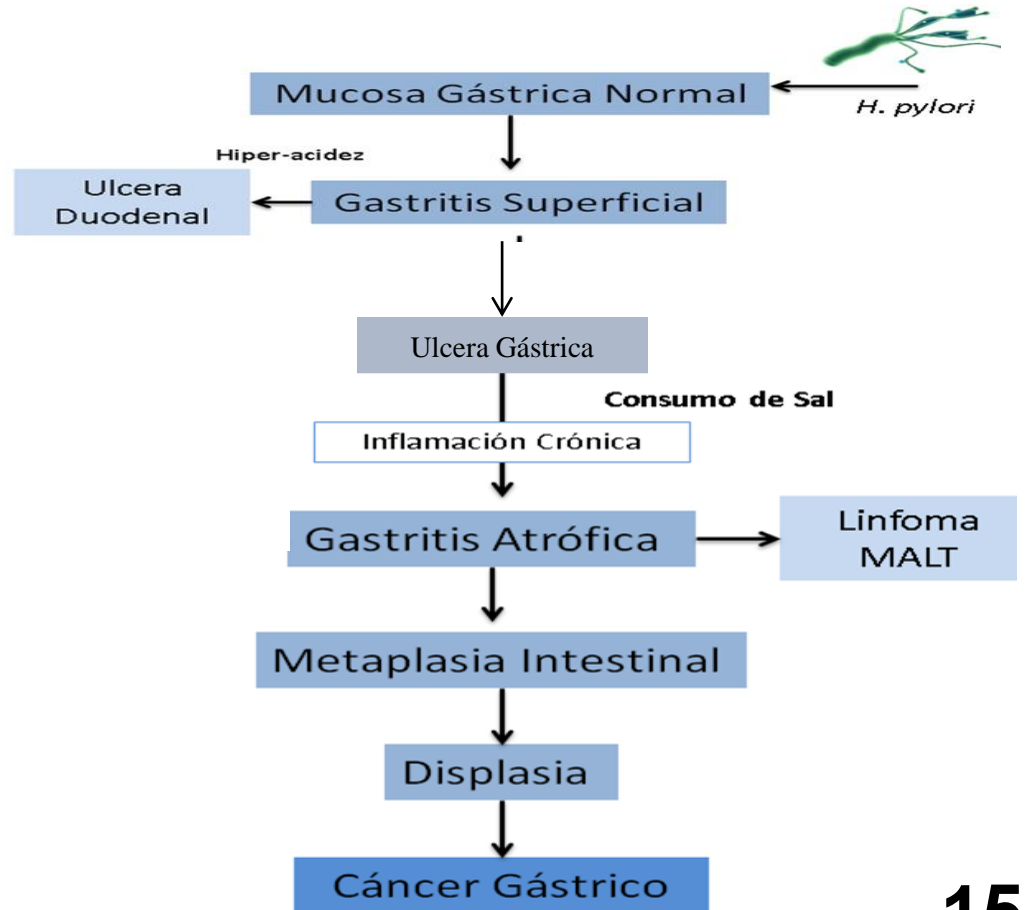 H. pylori
Mucosa Gástrica Normal
Hiper-acidez
Ulcera
Duodenal
Gastritis Superficial
Ulcera Gástrica
Consumo de Sal
Inflamación Crónica
Gastritis Atrófica
Linfoma
MALT
Metaplasia Intestinal
Displasia
Cáncer Gástrico
15